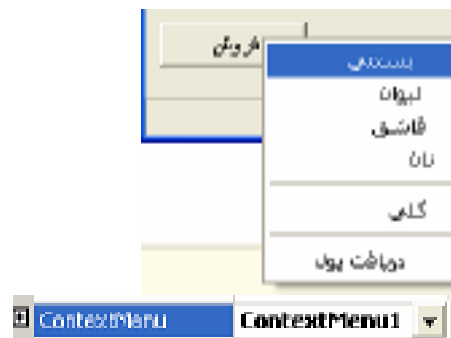 فروش
بستنی
لیوان
قاشق
نان
کلی
دریافت پول
ContextMenu ContextMenu1